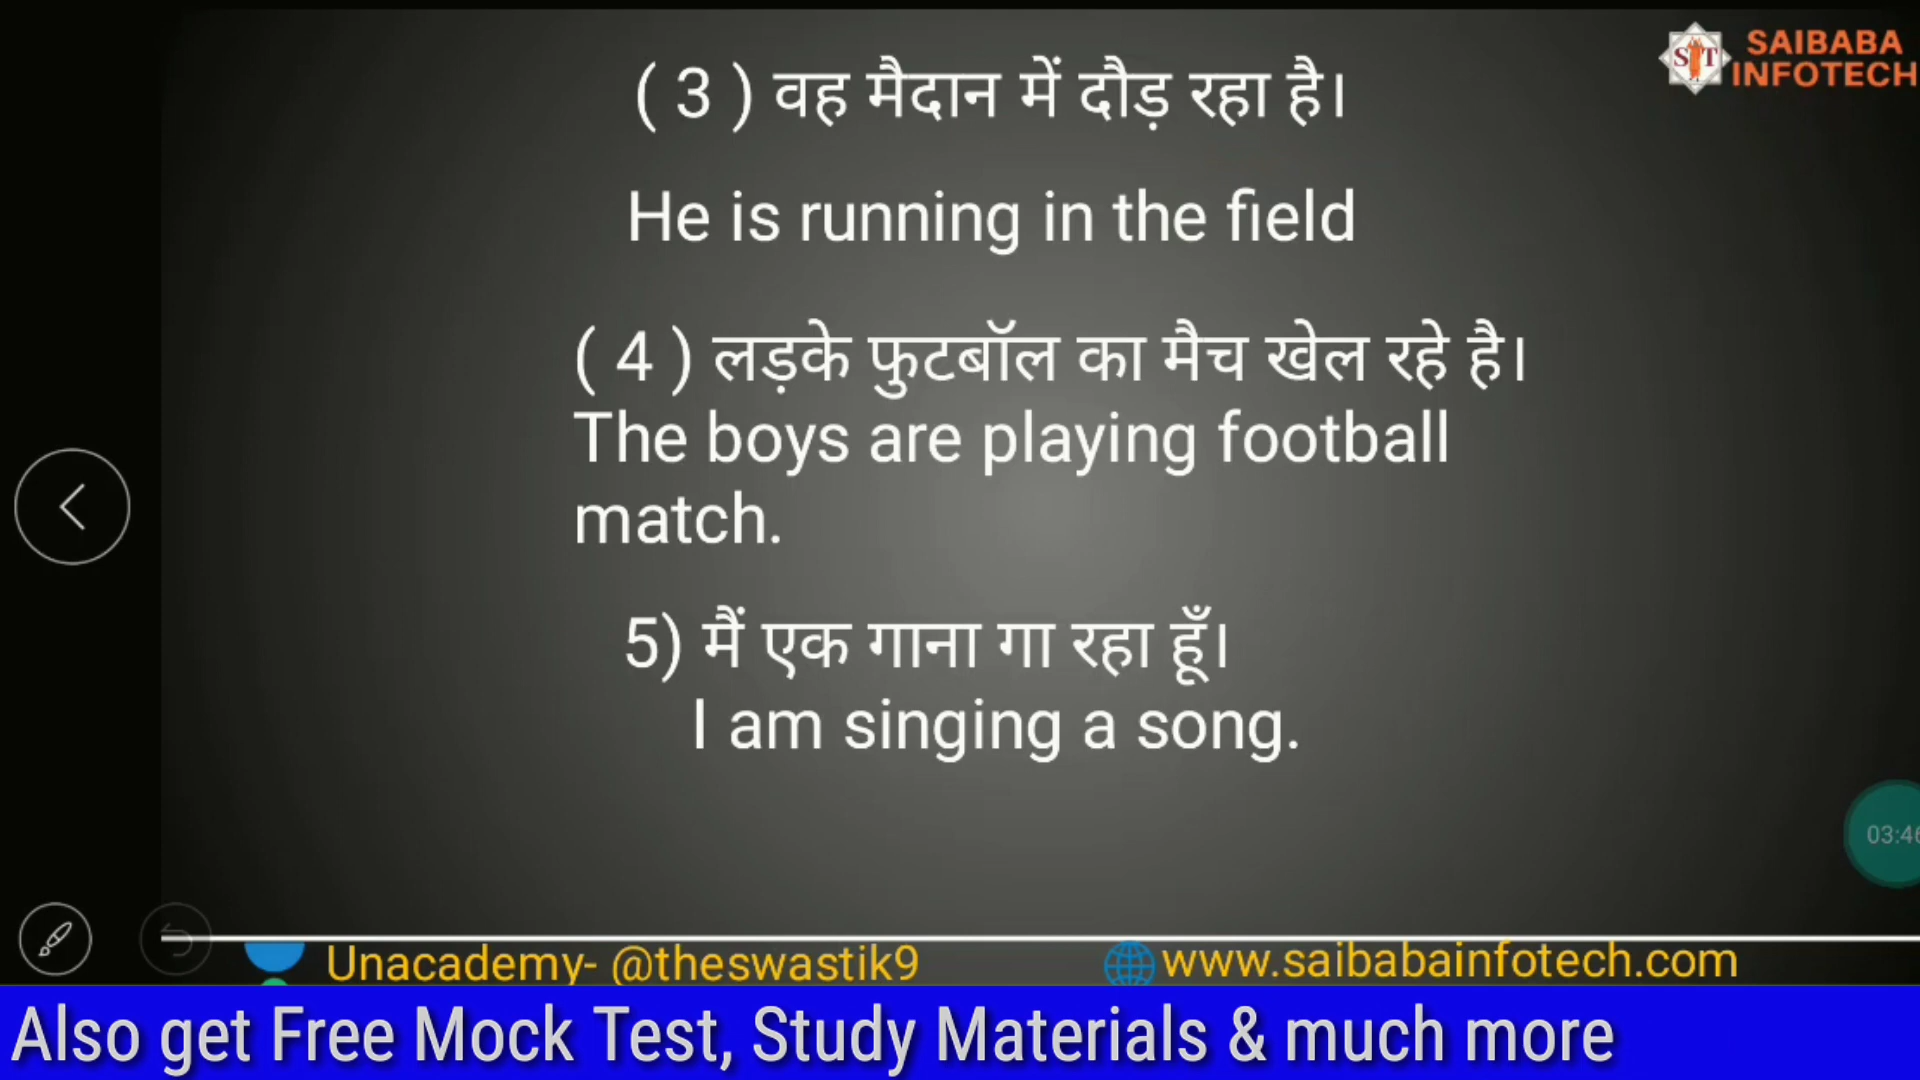 SAIBABA
INFOTECH
( 3 ) वह मैदान में दौड़ रहा है।
He is running in the field
( 4 ) लड़के फुटबॉल का मैच खेल रहे है।
The boys are playing football
match.
5) मैं एक गाना गा रहा हूँ।
I am singing a song.
03:46
Unacademy- @theswastik9
www.saibabainfotech.com
Also get Free Mock Test, Study Materials & much more